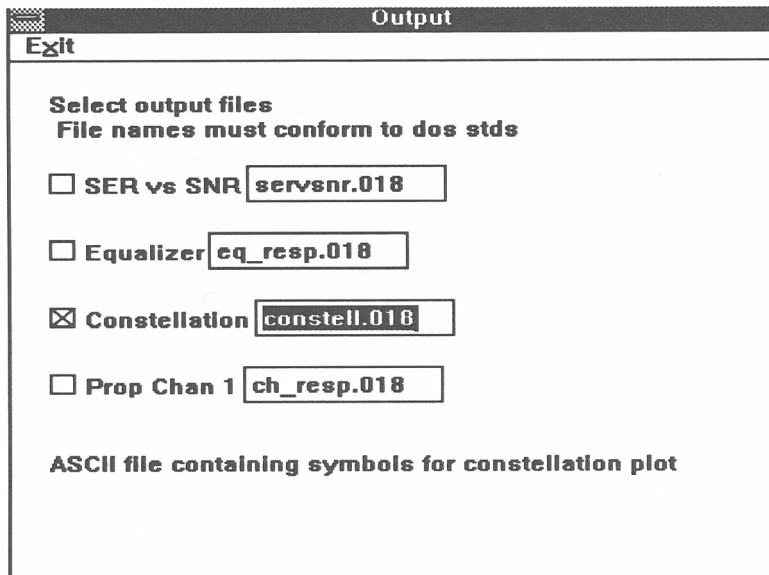 Output
Exit
Select output files
File names must conform to dos stds
SER vs SNR servsnr.018
Equalizer eq_resp.018
Constellation constell.018
Prop Chan 1 ch_resp.018
ASCII file containing symbols for constellation plot